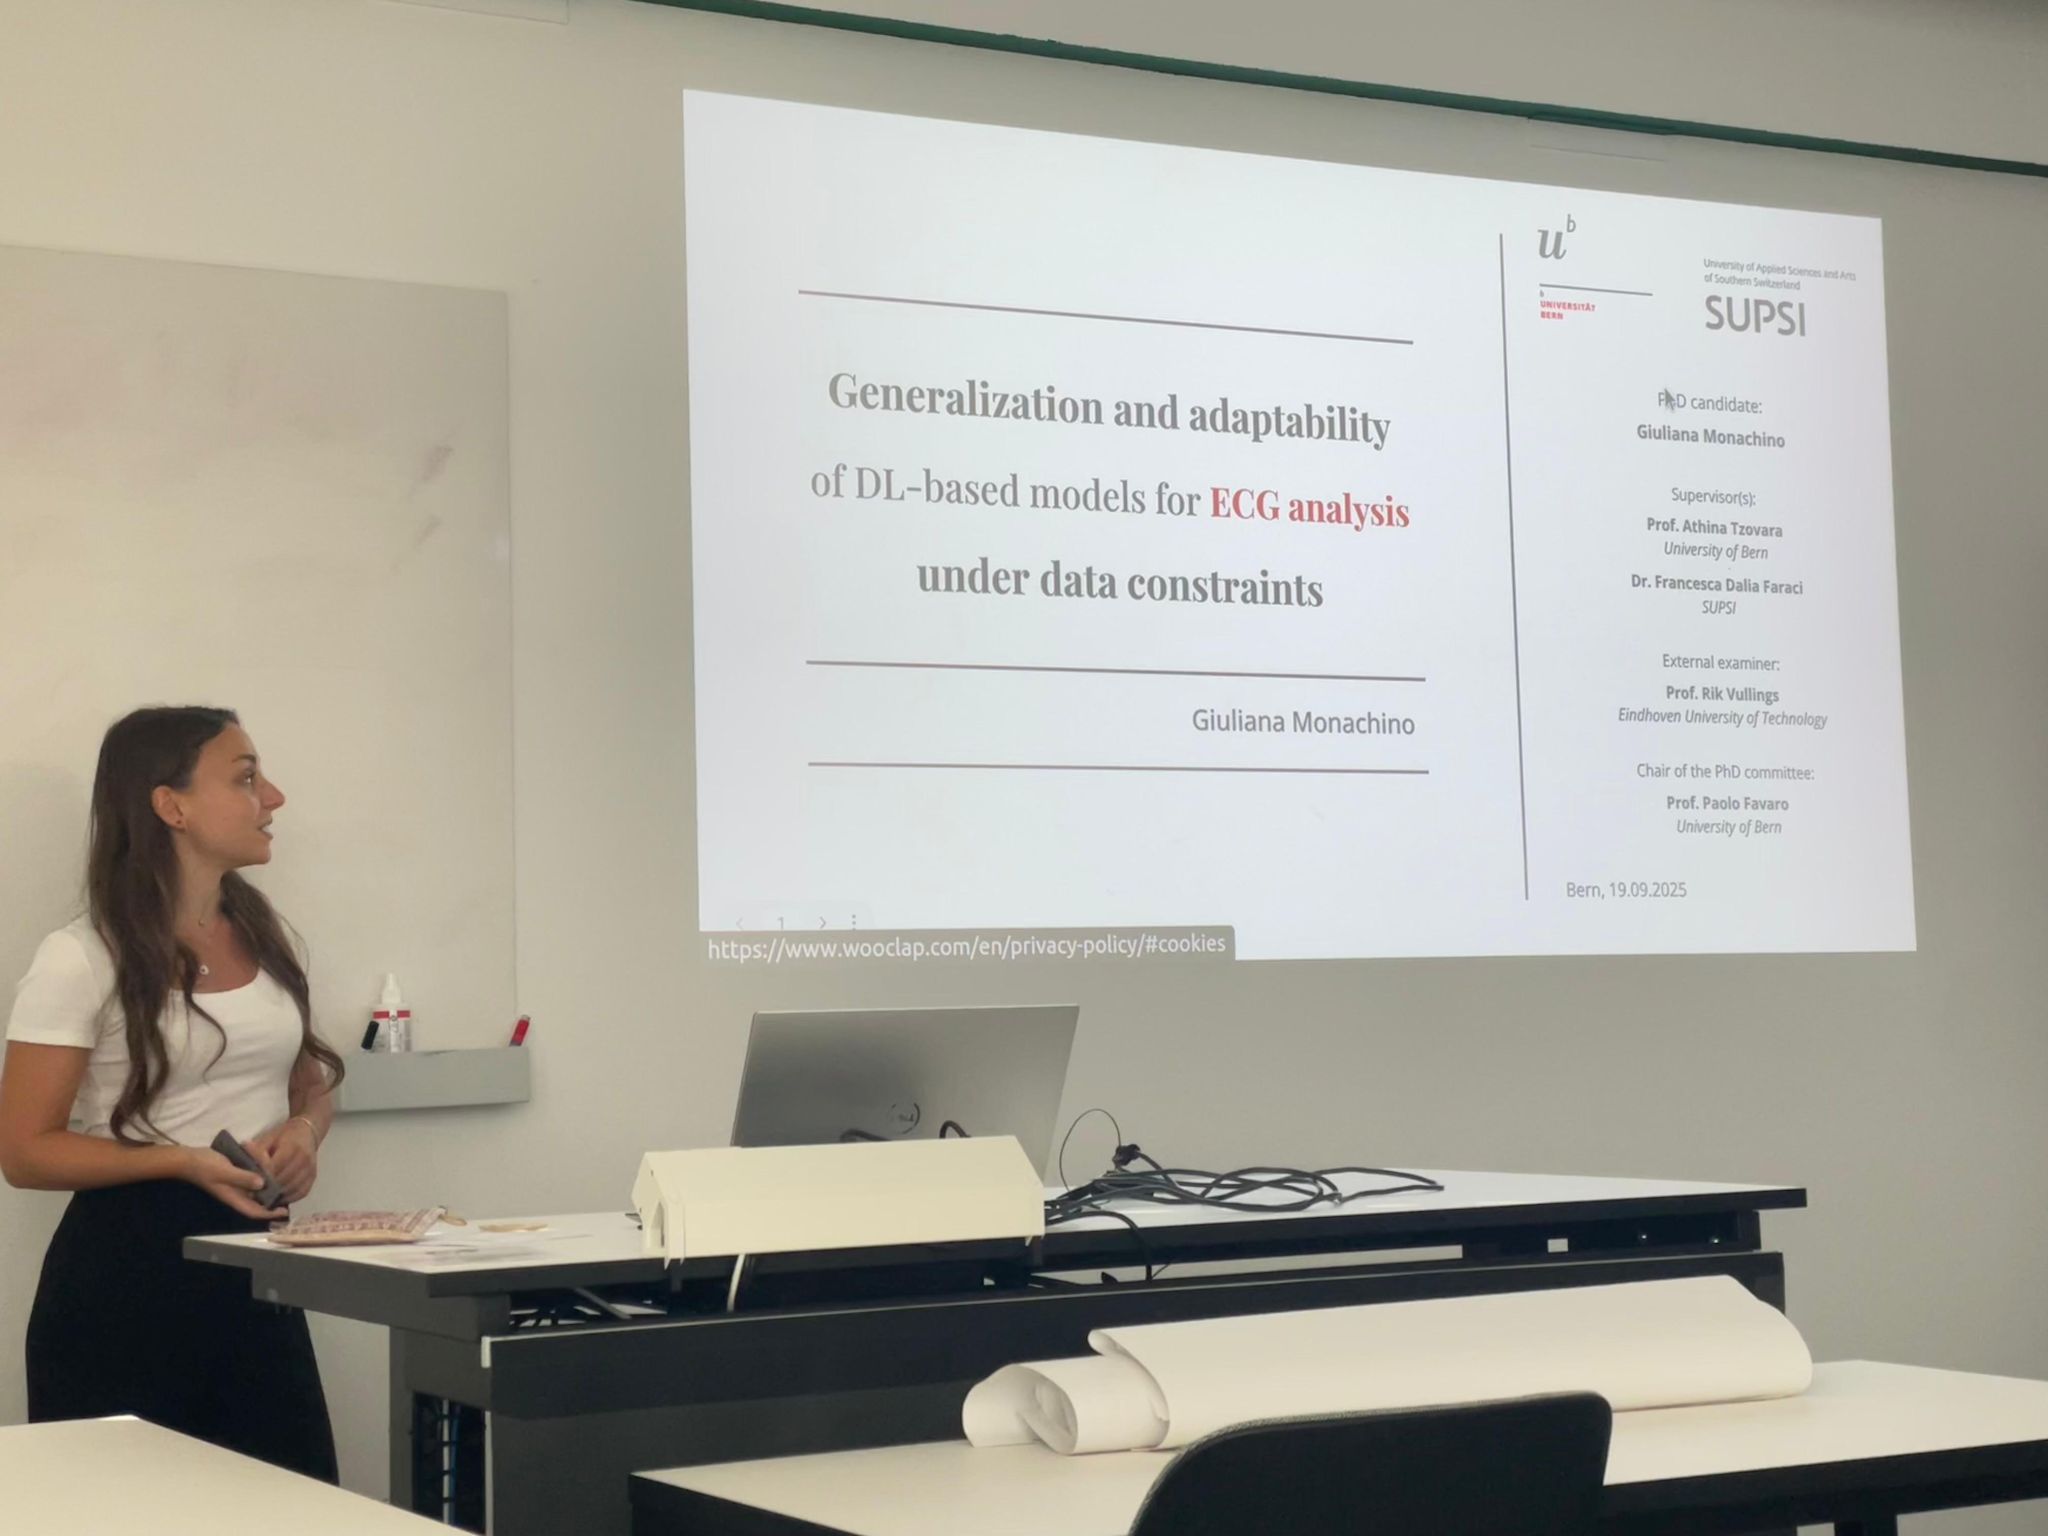 Generalization and adaptability
of DL-based models for ECG analysis
under data constraints
Giuliana Monachino
u^b
b
UNIVERSITÄT
BERN
University of Applied Sciences and Arts
of Southern Switzerland
SUPSI
PhD candidate:
Giuliana Monachino
Supervisor(s):
Prof. Athina Tzovara
University of Bern
Dr. Francesca Dalia Faraci
SUPSI
External examiner:
Prof. Rik Vullings
Eindhoven University of Technology
Chair of the PhD committee:
Prof. Paolo Favaro
University of Bern
Bern, 19.09.2025
1
https://www.wooclap.com/en/privacy-policy/#cookies